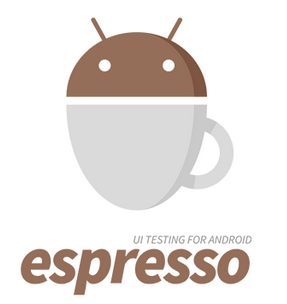 UI TESTING FOR ANDROID
espresso